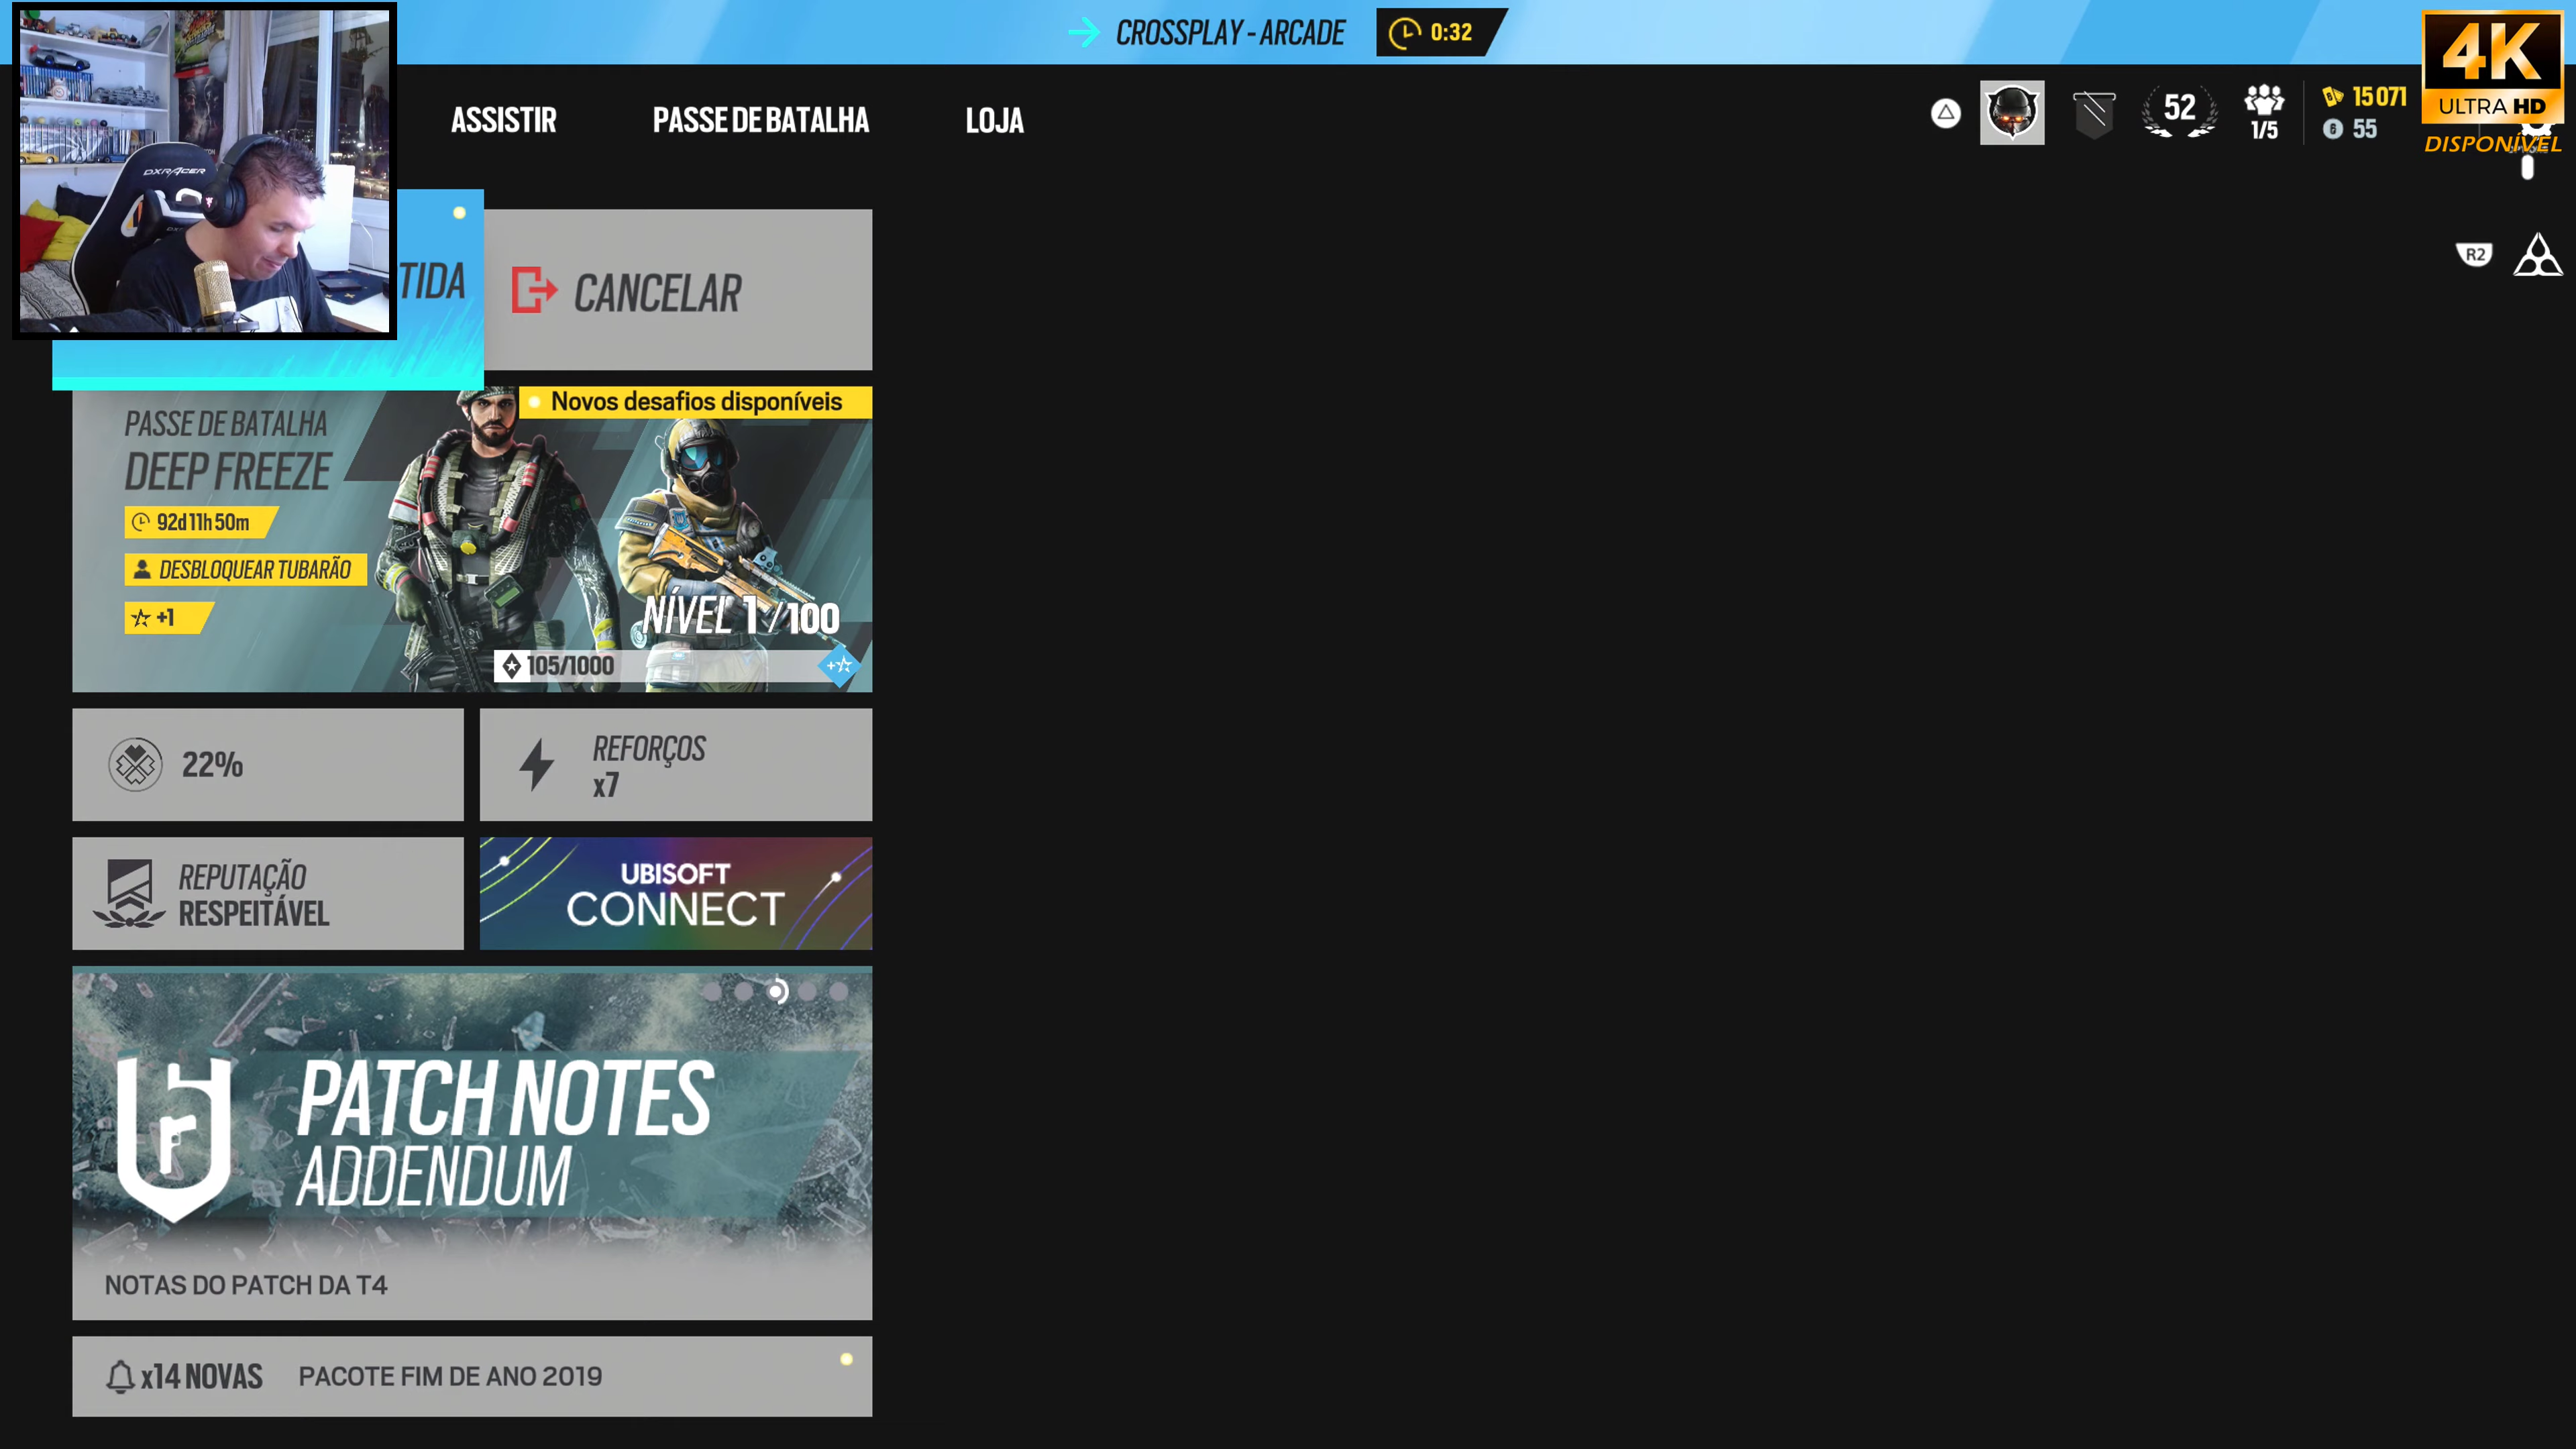 CROSSPLAY - ARCADE
0:32
4K
ULTRA HD
DISPONÍVEL
ASSISTIR
PASSE DE BATALHA
LOJA
52
1/5
15 071
55
R2
DXRACER
TIDA
CANCELAR
Novos desafios disponíveis
PASSE DE BATALHA
DEEP FREEZE
92d 11h 50m
DESBLOQUEAR TUBARÃO
+1
NÍVEL 1 /100
105/1000
22%
REFORÇOS
x7
REPUTAÇÃO
RESPEITÁVEL
UBISOFT
CONNECT
PATCH NOTES
ADDENDUM
NOTAS DO PATCH DA T4
x14 NOVAS PACOTE FIM DE ANO 2019